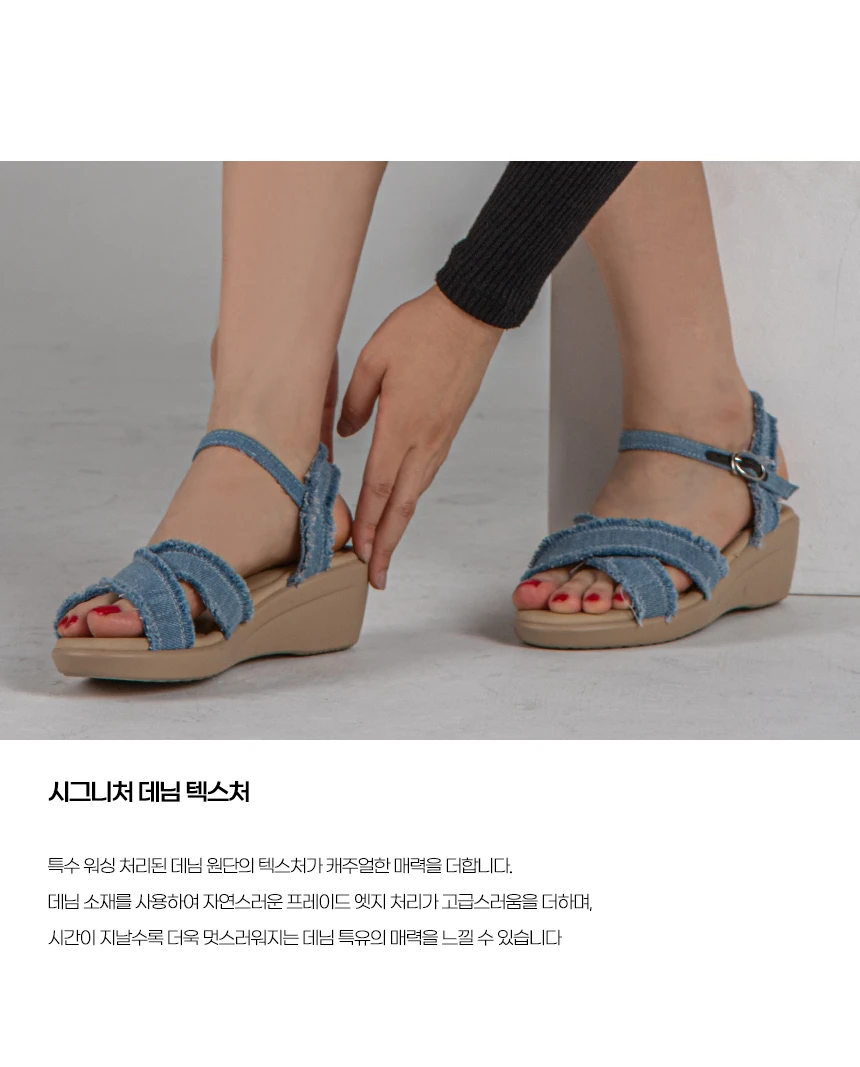 시그니처 데님 텍스처
특수 워싱 처리된 데님 원단의 텍스처가 캐주얼한 매력을 더합니다.
데님 소재를 사용하여 자연스러운 프레이드 엣지 처리가 고급스러움을 더하며,
시간이 지날수록 더욱 멋스러워지는 데님 특유의 매력을 느낄 수 있습니다